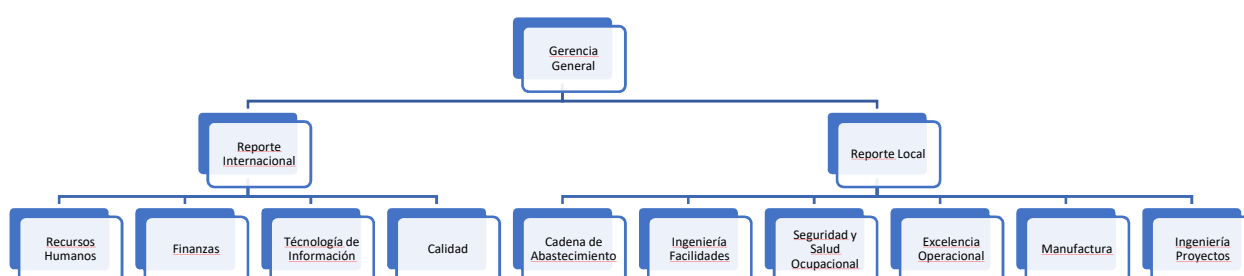 Gerencia
General
Reporte
Internacional
Reporte Local
Recursos
Humanos
Finanzas
Técnología de
Información
Calidad
Cadena de
Abastecimiento
Ingeniería
Facilidades
Seguridad y
Salud
Ocupacional
Excelencia
Operacional
Manufactura
Ingeniería
Proyectos